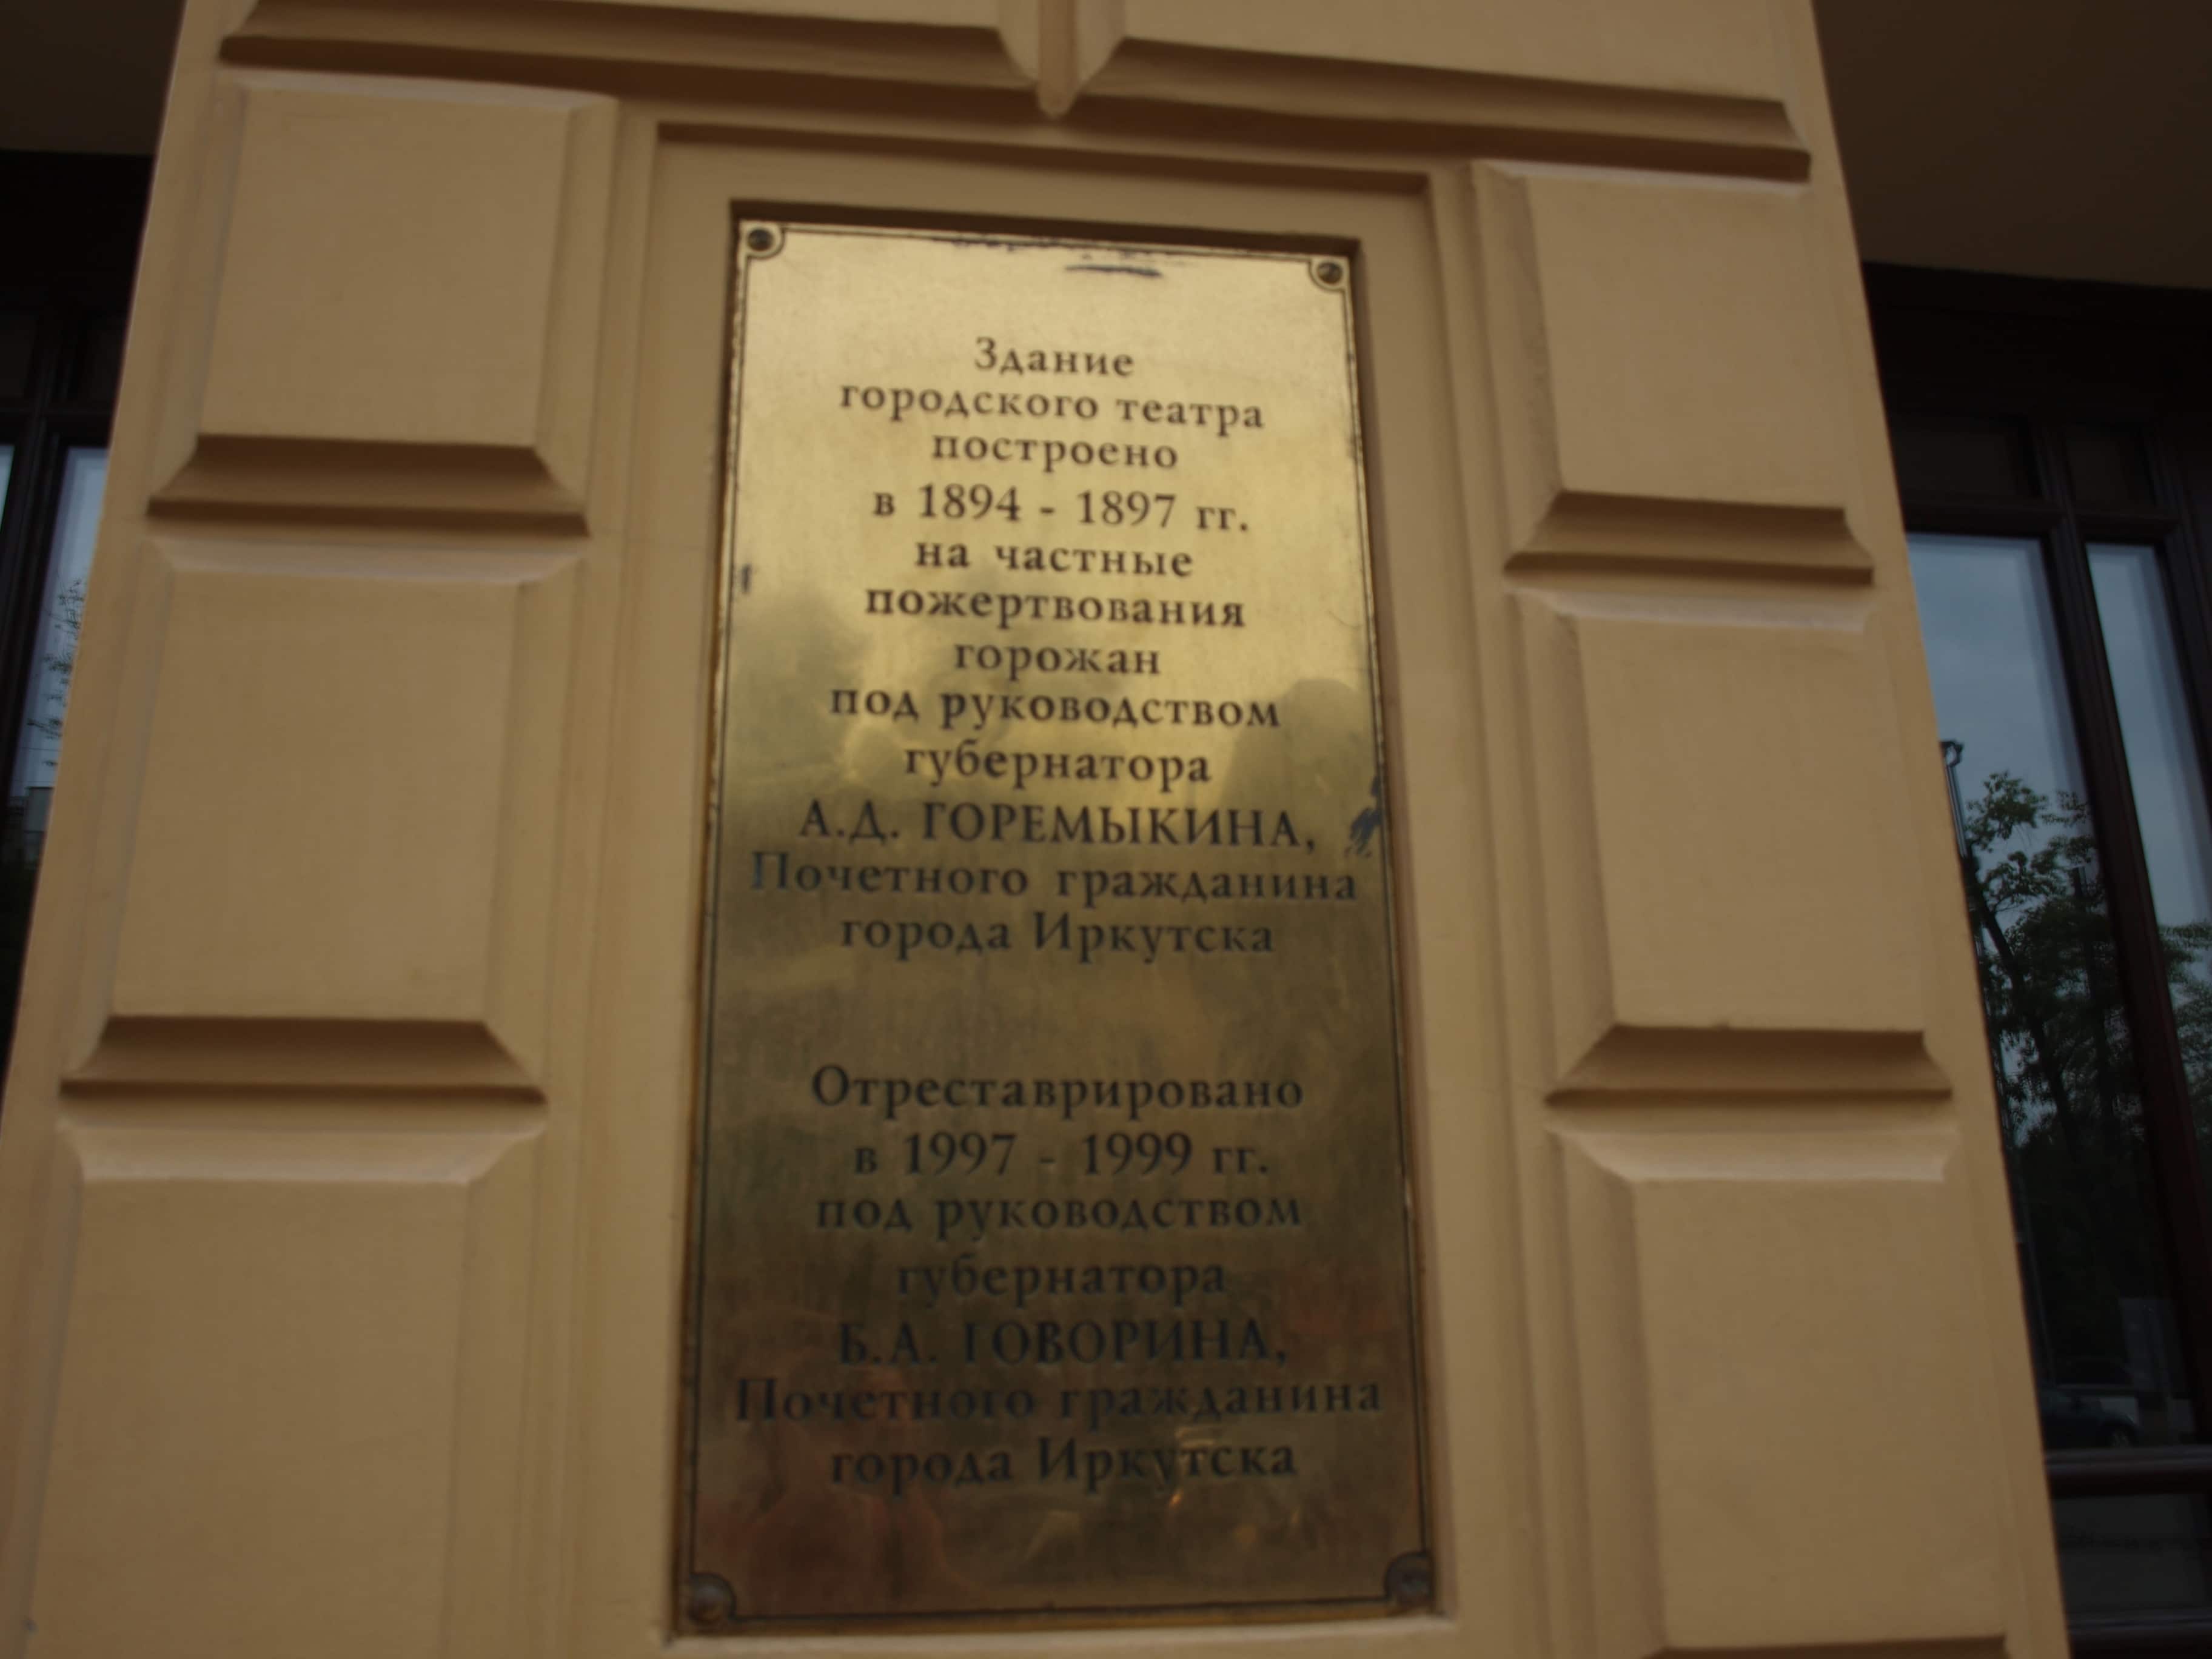 Здание
городского театра
построено
в 1894 - 1897 гг.
на частные
пожертвования
горожан
под руководством
губернатора
А.Д. ГОРЕМЫКИНА,
Почетного гражданина
города Иркутска
Отреставрировано
в 1997 - 1999 гг.
под руководством
губернатора
Б.А. ГОВОРИНА,
Почетного гражданина
города Иркутска